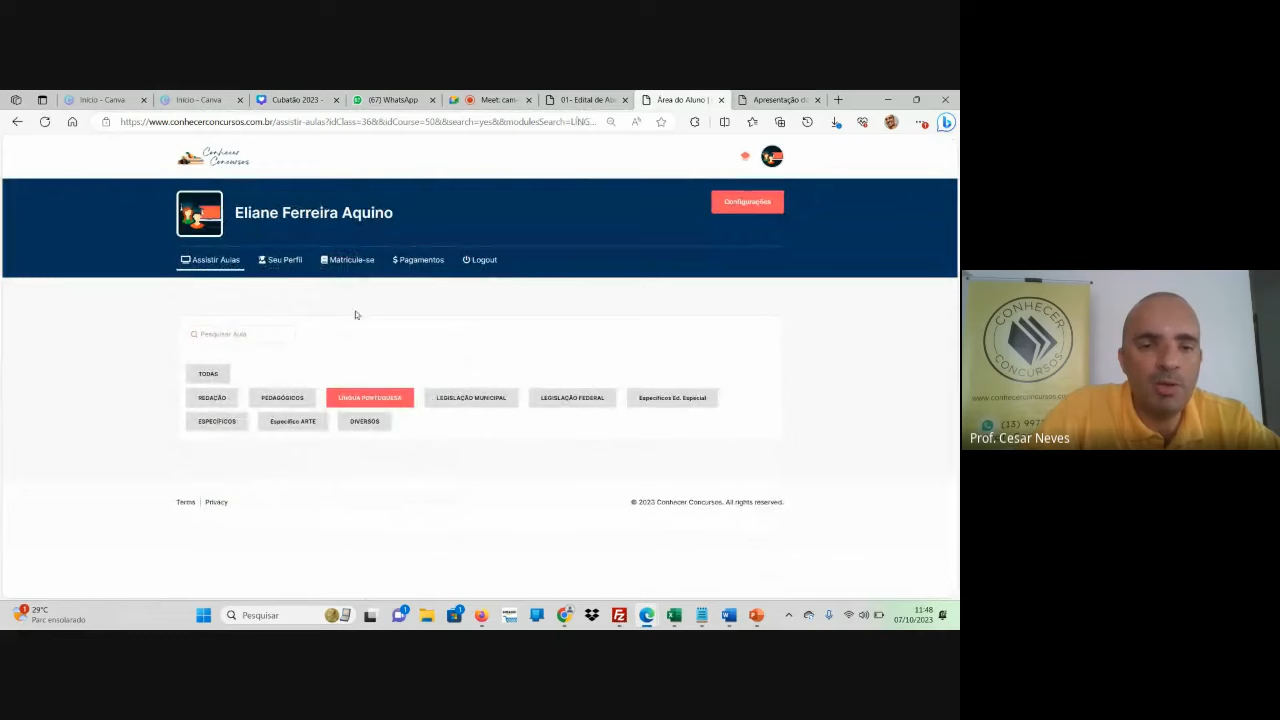 Início - Canva
Início - Canva
Cubatão 2023 -
(67) WhatsApp
Meet: cam-
01- Edital de Ab
Área do Aluno |
Apresentação d
https://www.conhecerconcursos.com.br/assistir-aulas?idClass=36&idCourse=50&search=yes&modulesSearch=LÍNG...
Conhecer
Concursos
Eliane Ferreira Aquino
Configurações
Assistir Aulas
Seu Perfil
Matrícule-se
$ Pagamentos
Logout
Pesquisar Aula
TODAS
REDAÇÃO
PEDAGÓGICOS
LÍNGUA PORTUGUESA
LEGISLAÇÃO MUNICIPAL
LEGISLAÇÃO FEDERAL
Específicos Ed. Especial
ESPECÍFICOS
Específico ARTE
DIVERSOS
Terms
Privacy
© 2023 Conhecer Concursos. All rights reserved.
29°C
Parc ensolarado
Pesquisar
11:48
07/10/2023
CONHECER
CONCURSOS
Prof. Cesar Neves